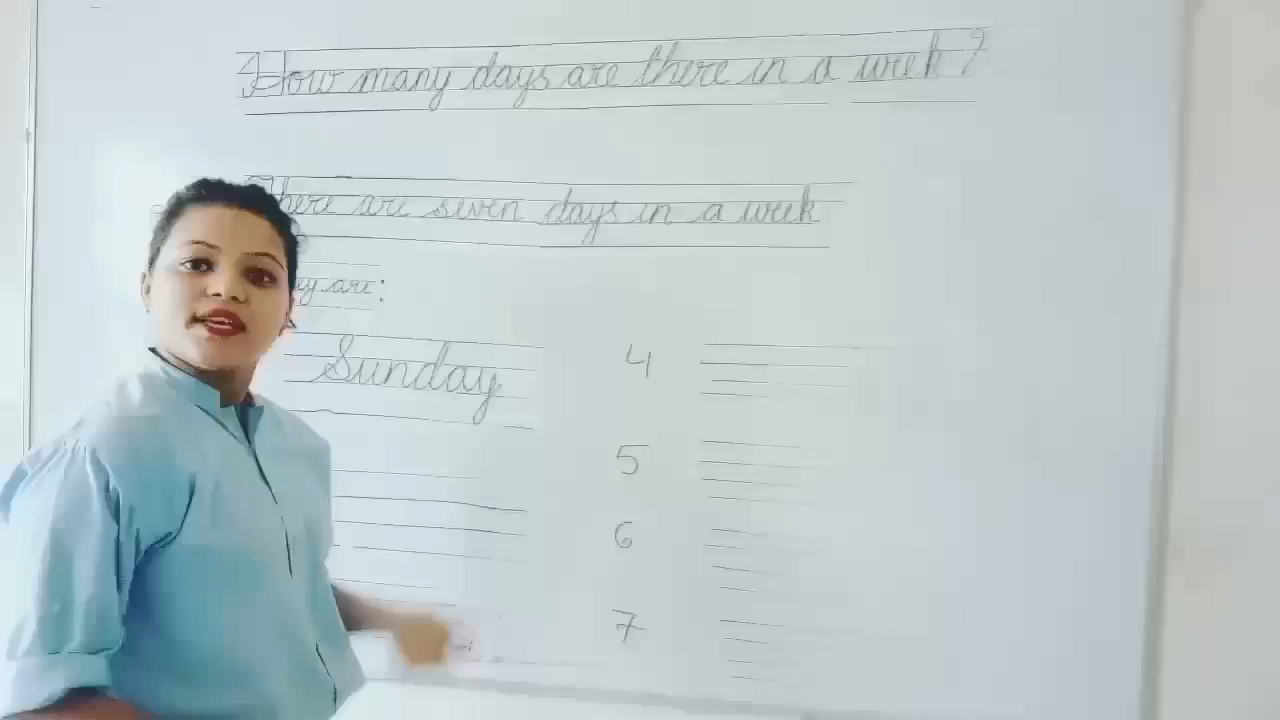 How many days are there in a week?
There are seven days in a week
They are:
Sunday
4
5
6
7